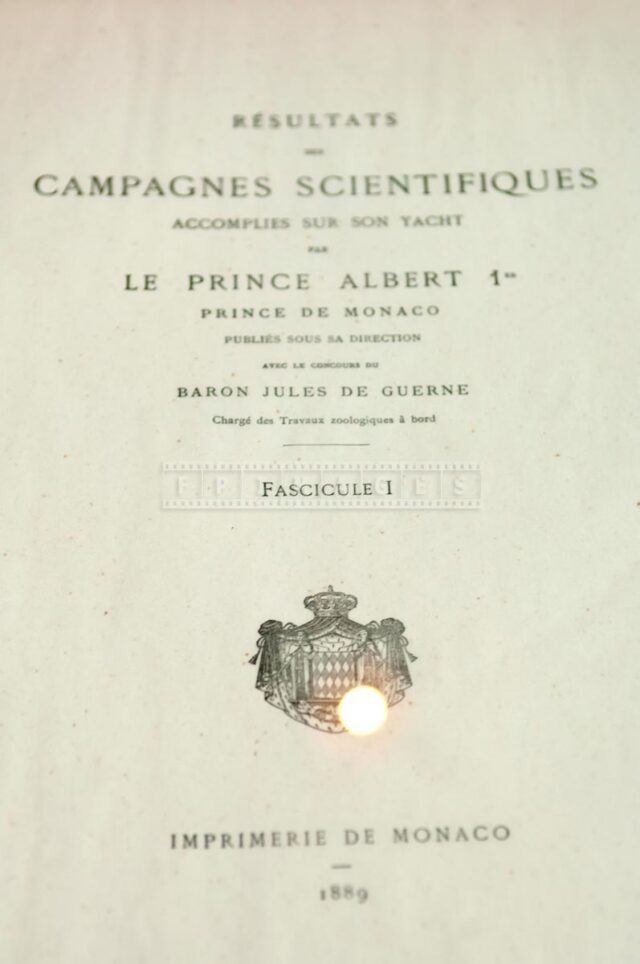 RÉSULTATS
DES
CAMPAGNES SCIENTIFIQUES
ACCOMPLIES SUR SON YACHT
PAR
LE PRINCE ALBERT 1ER
PRINCE DE MONACO
PUBLIÉS SOUS SA DIRECTION
AVEC LE CONCOURS DU
BARON JULES DE GUERNE
Chargé des Travaux zoologiques à bord
FASCICULE I
IMPRIMERIE DE MONACO
1889